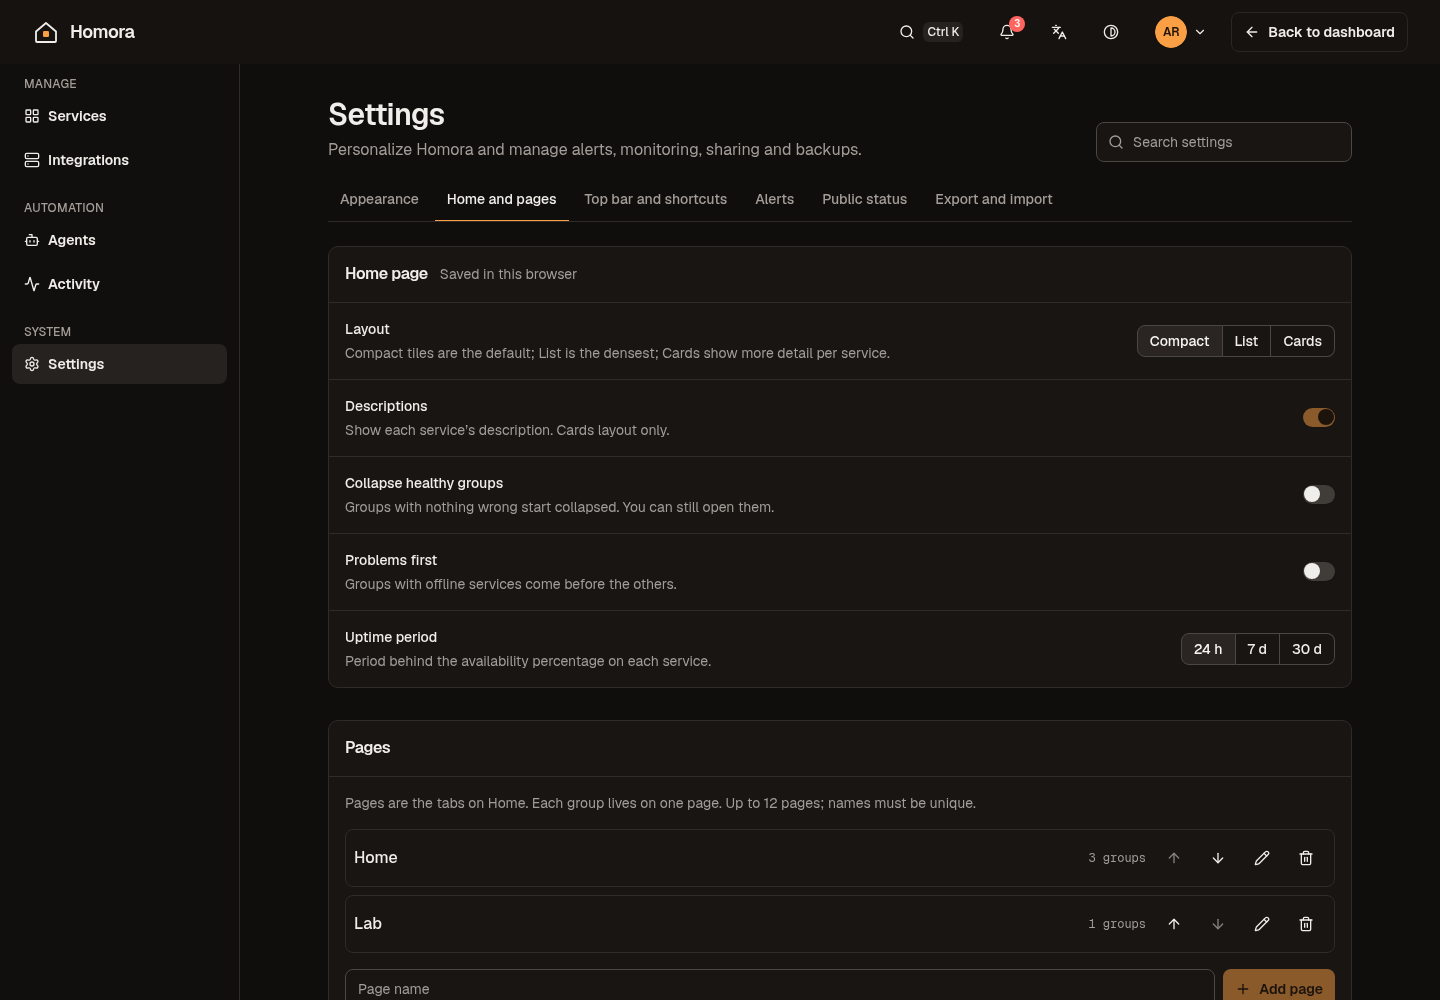 Homora
Ctrl K
3
AR
Back to dashboard
MANAGE
Services
Integrations
AUTOMATION
Agents
Activity
SYSTEM
Settings
Settings
Personalize Homora and manage alerts, monitoring, sharing and backups.
Search settings
Appearance
Home and pages
Top bar and shortcuts
Alerts
Public status
Export and import
Home page
Saved in this browser
Layout
Compact tiles are the default; List is the densest; Cards show more detail per service.
Compact
List
Cards
Descriptions
Show each service’s description. Cards layout only.
Collapse healthy groups
Groups with nothing wrong start collapsed. You can still open them.
Problems first
Groups with offline services come before the others.
Uptime period
Period behind the availability percentage on each service.
24 h
7 d
30 d
Pages
Pages are the tabs on Home. Each group lives on one page. Up to 12 pages; names must be unique.
Home
3 groups
Lab
1 groups
Page name
Add page